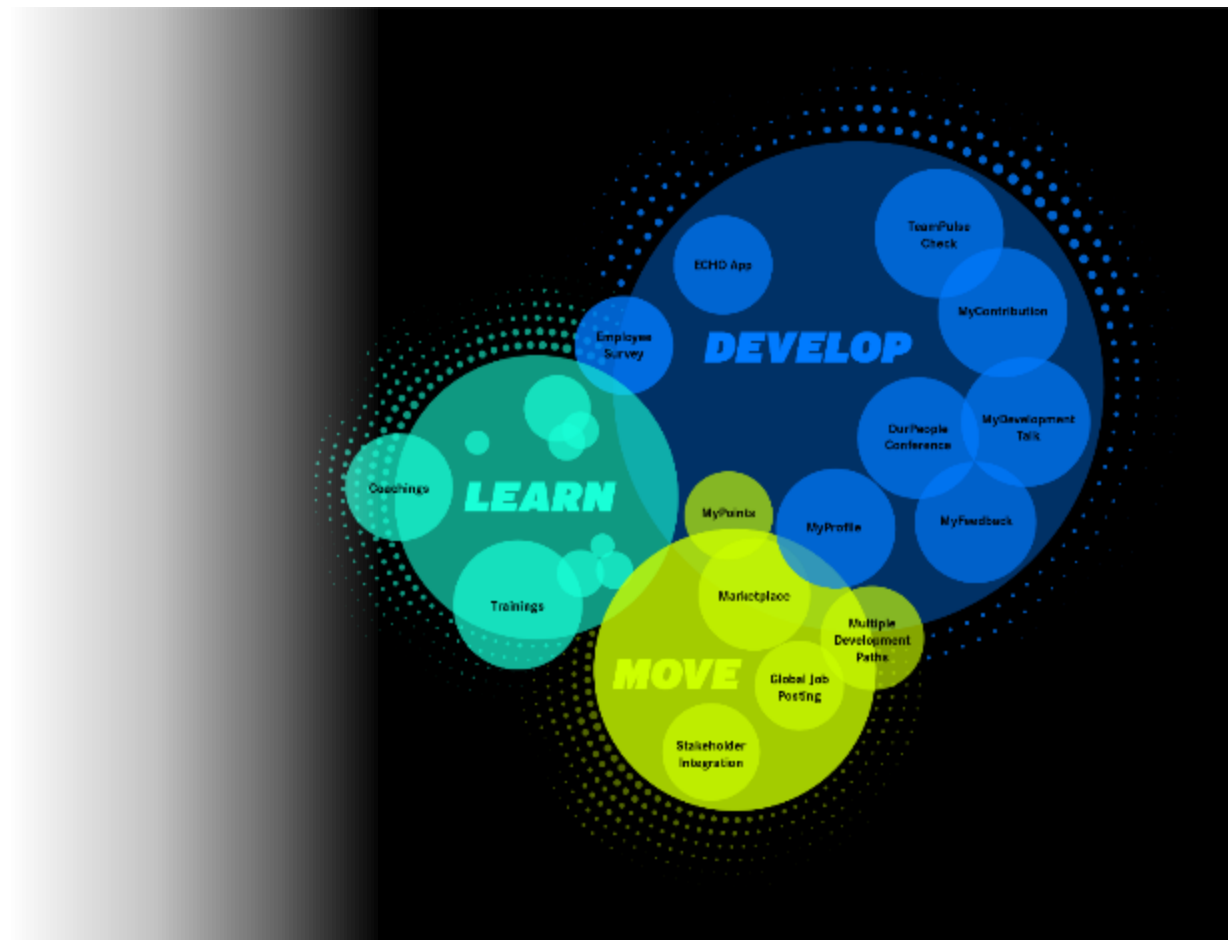 TeamPulse
Check
ECHO App
MyContribution
Employee
Survey
DEVELOP
MyDevelopment
Talk
OurPeople
Conference
Coachings
LEARN
MyPoints
MyProfile
MyFeedback
Marketplace
Trainings
Multiple
Development
Paths
MOVE
Global Job
Posting
Stakeholder
Integration